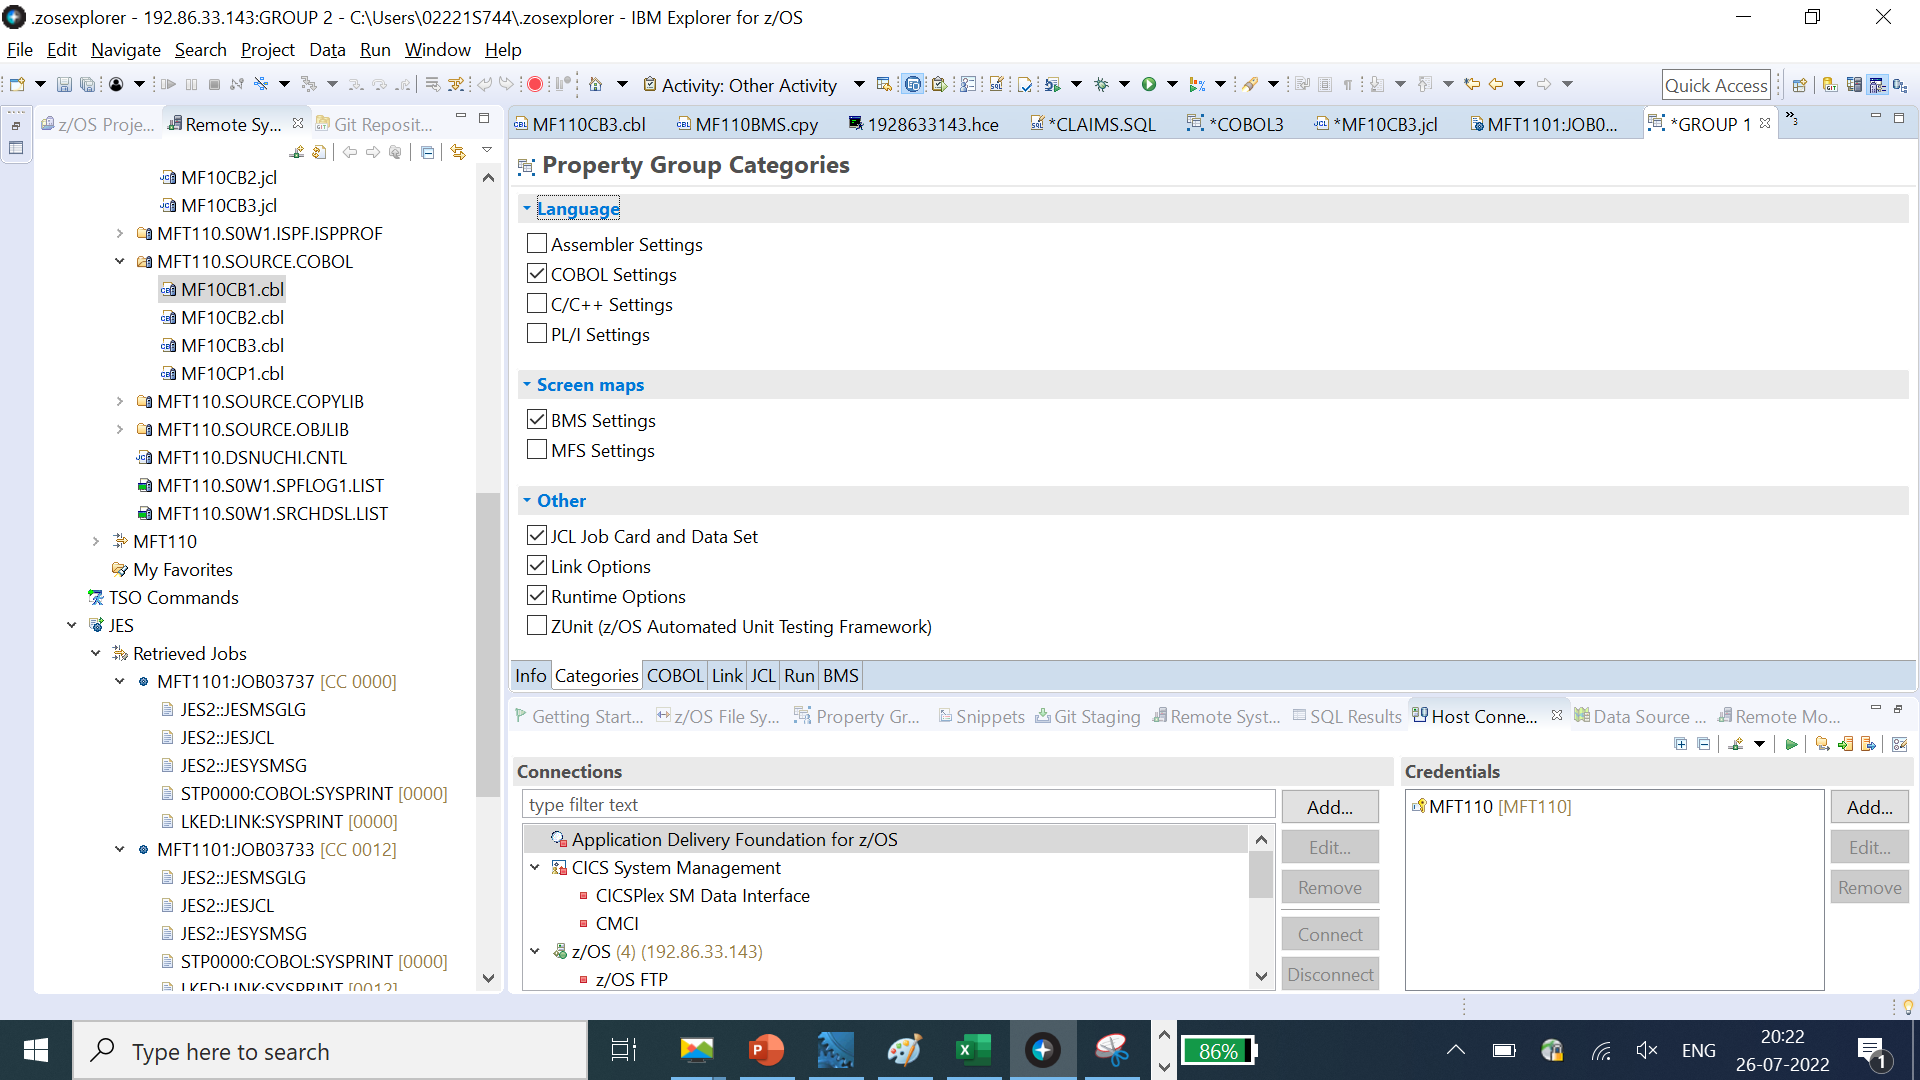 .zosexplorer - 192.86.33.143:GROUP 2 - C:\Users\02221S744\.zosexplorer - IBM Explorer for z/OS
File Edit Navigate Search Project Data Run Window Help
Activity: Other Activity
Quick Access
z/OS Proje...
Remote Sy...
Git Reposit...
MF10CB2.jcl
MF10CB3.jcl
MFT110.S0W1.ISPF.ISPPROF
MFT110.SOURCE.COBOL
MF10CB1.cbl
MF10CB2.cbl
MF10CB3.cbl
MF10CP1.cbl
MFT110.SOURCE.COPYLIB
MFT110.SOURCE.OBJLIB
MFT110.DSNUCHI.CNTL
MFT110.S0W1.SPFLOG1.LIST
MFT110.S0W1.SRCHDSL.LIST
MFT110
My Favorites
TSO Commands
JES
Retrieved Jobs
MFT1101:JOB03737 [CC 0000]
JES2::JESMSGLG
JES2::JESJCL
JES2::JESYSMSG
STP0000:COBOL:SYSPRINT [0000]
LKED:LINK:SYSPRINT [0000]
MFT1101:JOB03733 [CC 0012]
JES2::JESMSGLG
JES2::JESJCL
JES2::JESYSMSG
STP0000:COBOL:SYSPRINT [0000]
LKED:LINK:SYSPRINT [0012]
MF110CB3.cbl
MF110BMS.cpy
1928633143.hce
*CLAIMS.SQL
*COBOL3
*MF10CB3.jcl
MFT1101:JOB0...
*GROUP 1
»3
Property Group Categories
Language
Assembler Settings
COBOL Settings
C/C++ Settings
PL/I Settings
Screen maps
BMS Settings
MFS Settings
Other
JCL Job Card and Data Set
Link Options
Runtime Options
ZUnit (z/OS Automated Unit Testing Framework)
Info Categories COBOL Link JCL Run BMS
Getting Start...
z/OS File Sy...
Property Gr...
Snippets
Git Staging
Remote Syst...
SQL Results
Host Conne...
Data Source ...
Remote Mo...
Connections
type filter text
Application Delivery Foundation for z/OS
CICS System Management
CICSPlex SM Data Interface
CMCI
z/OS (4) (192.86.33.143)
z/OS FTP
Add...
Edit...
Remove
Connect
Disconnect
Credentials
MFT110 [MFT110]
Add...
Edit...
Remove
Type here to search
86%
ENG
20:22
26-07-2022
1